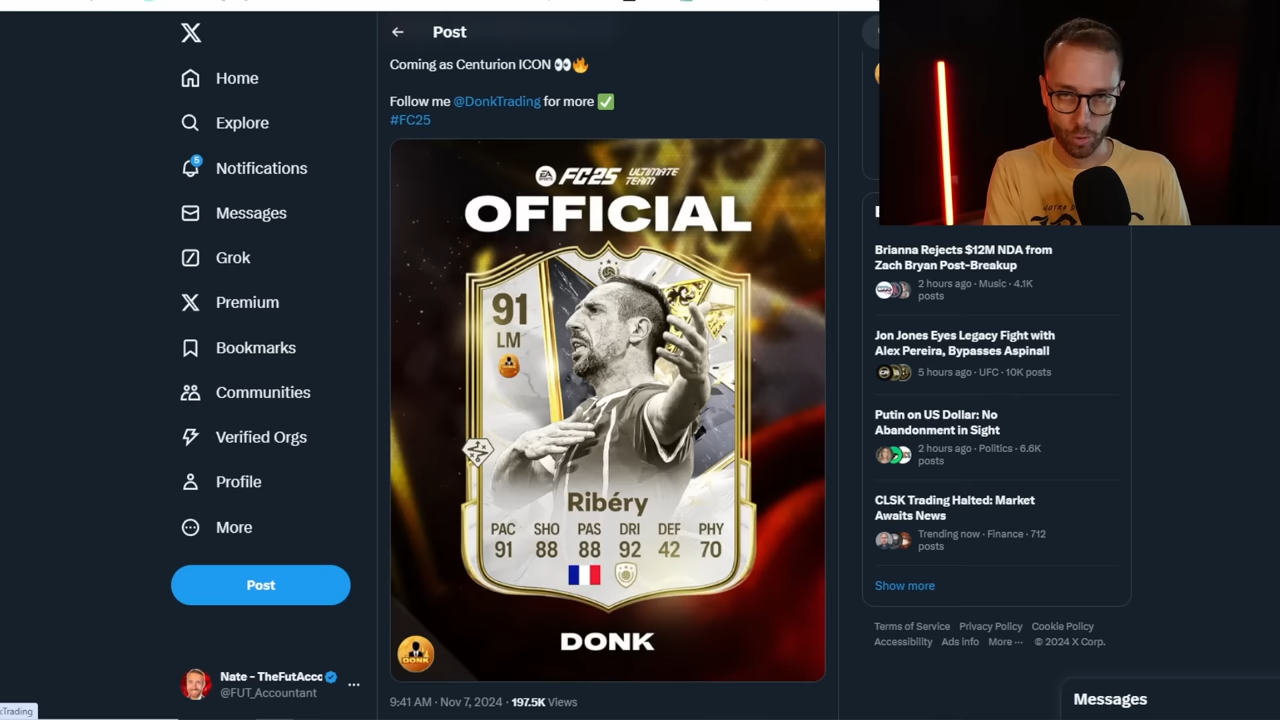 Post
Coming as Centurion ICON 👀🔥
Follow me @DonkTrading for more ✅
#FC25
Home
Explore
5
Notifications
Messages
Grok
Premium
Bookmarks
Communities
Verified Orgs
Profile
More
Post
Nate - TheFutAcc
@FUT_Accountant
EA SPORTS FC25 ULTIMATE TEAM
OFFICIAL
91
LM
Ribéry
PAC SHO PAS DRI DEF PHY
91 88 88 92 42 70
DONK
DONK
9:41 AM · Nov 7, 2024 · 197.5K Views
Brianna Rejects $12M NDA from
Zach Bryan Post-Breakup
2 hours ago · Music · 4.1K
posts
Jon Jones Eyes Legacy Fight with
Alex Pereira, Bypasses Aspinall
5 hours ago · UFC · 10K posts
Putin on US Dollar: No
Abandonment in Sight
2 hours ago · Politics · 6.6K
posts
CLSK Trading Halted: Market
Awaits News
Trending now · Finance · 712
posts
Show more
Terms of Service Privacy Policy Cookie Policy
Accessibility Ads info More ··· © 2024 X Corp.
Messages
Trading